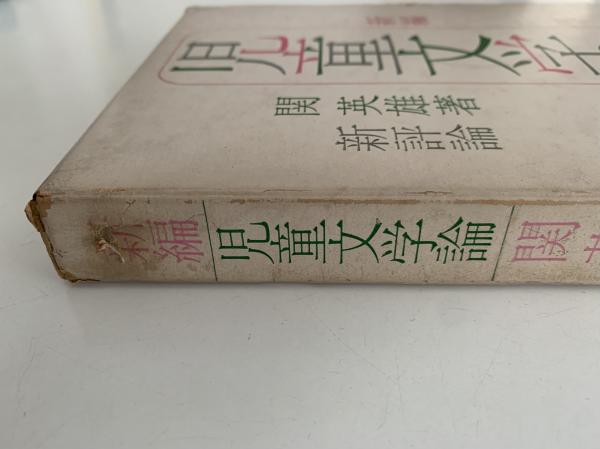 児童文学
関 英雄著
新評論
新編 児童文学論 関